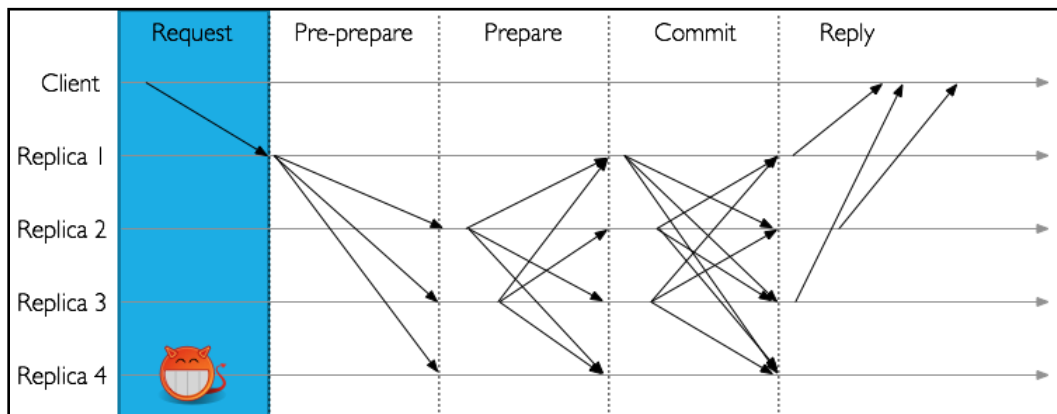 Request Pre-prepare Prepare Commit Reply
Client
Replica 1
Replica 2
Replica 3
Replica 4